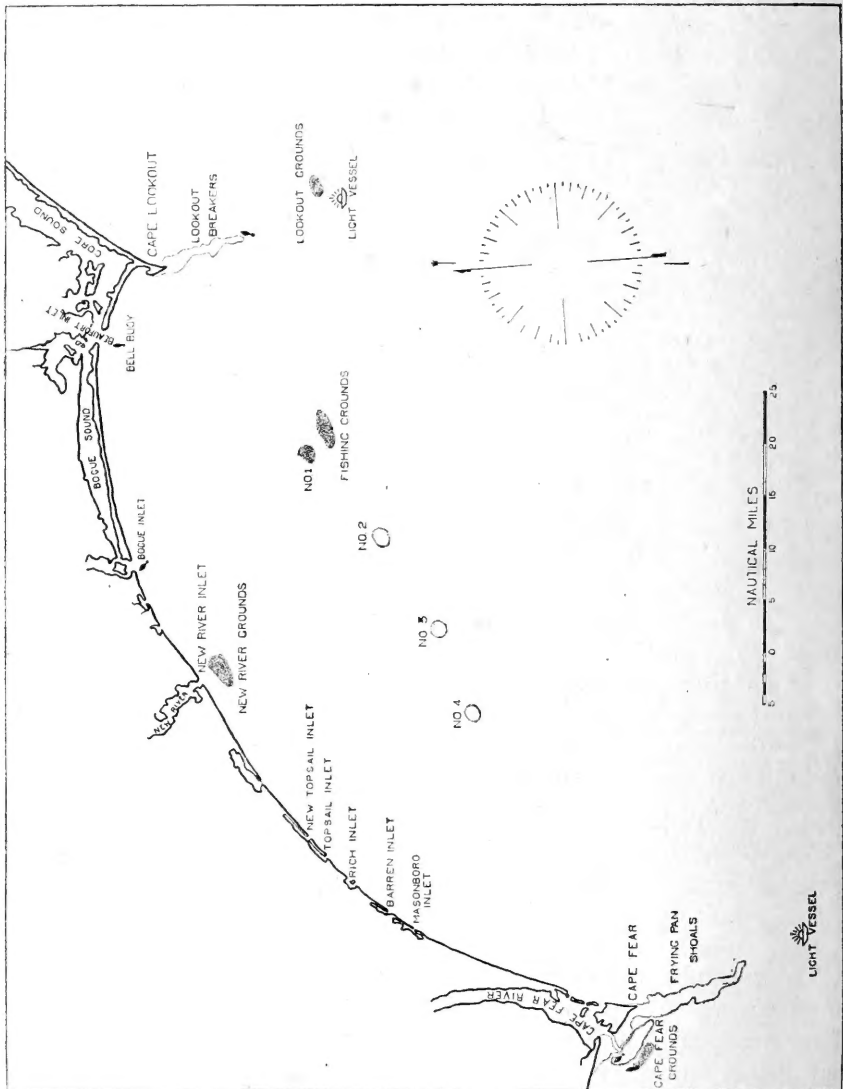 CORE SOUND
CAPE LOOKOUT
LOOKOUT
BREAKERS
BEAUFORT INLET
BELL BUOY
BOGUE SOUND
BOGUE INLET
LOOKOUT GROUNDS
LIGHT VESSEL
NEW RIVER
NEW RIVER INLET
NEW RIVER GROUNDS
NO.1
FISHING GROUNDS
NO.2
NO.3
NO.4
NEW TOPSAIL INLET
TOPSAIL INLET
RICH INLET
BARREN INLET
MASONBORO
INLET
CAPE FEAR RIVER
CAPE FEAR
FRYING PAN
SHOALS
CAPE FEAR
GROUNDS
LIGHT VESSEL
NAUTICAL MILES
5 0 5 10 15 20 25